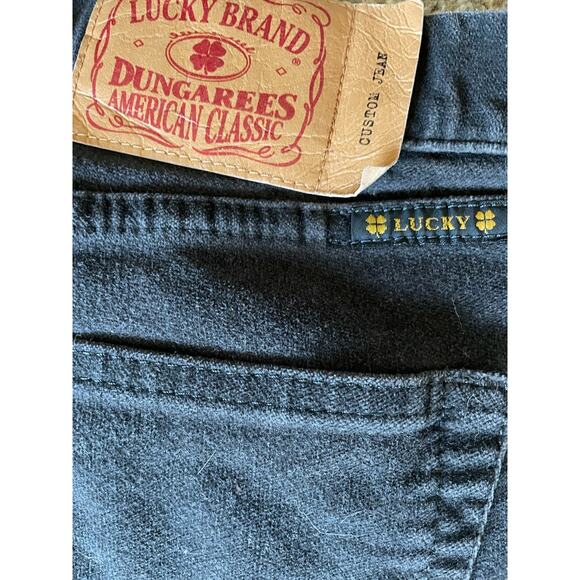 LUCKY BRAND
®
DUNGAREES
AMERICAN CLASSIC
CUSTOM JEAN
LUCKY